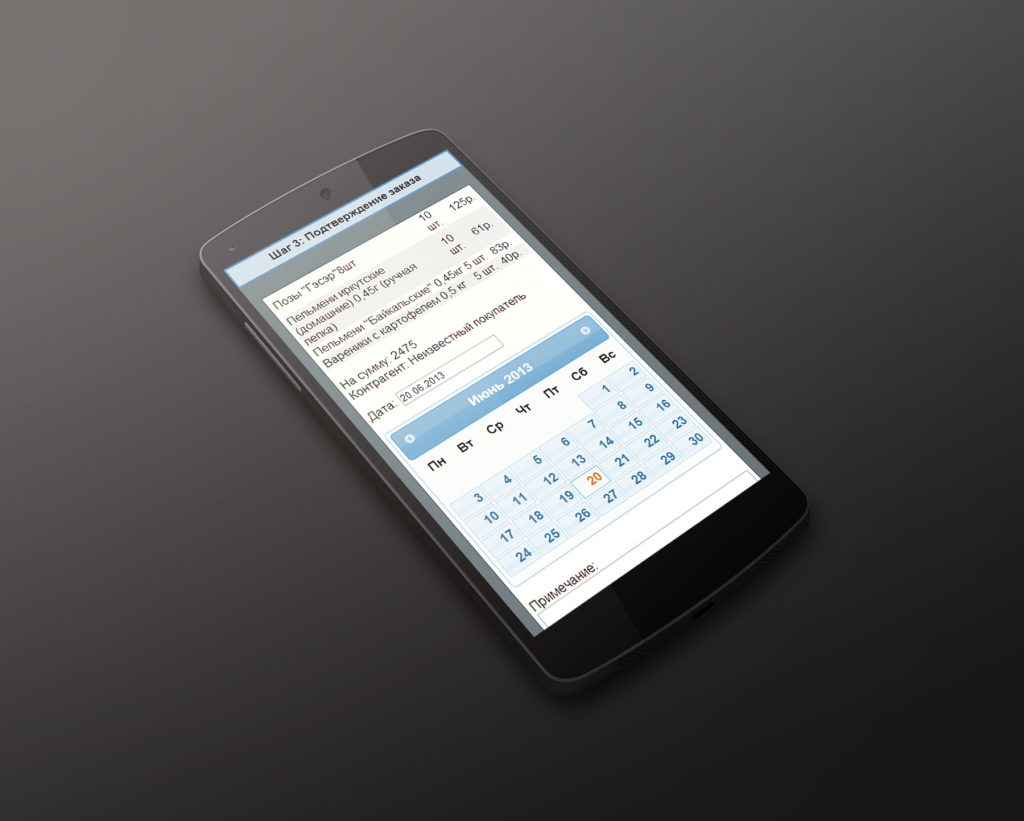 Шаг 3: Подтверждение заказа
Позы "Гэсэр"8шт 10 шт. 125р.
Пельмени иркутские
(домашние) 0,45г (ручная
лепка) 10 шт. 61р.
Пельмени "Байкальские" 0,45кг 5 шт. 83р.
Вареники с картофелем 0,5 кг 5 шт. 40р.
На сумму: 2475
Контрагент: Неизвестный покупатель
Дата: 20.06.2013
Июнь 2013
Пн Вт Ср Чт Пт Сб Вс
1 2
3 4 5 6 7 8 9
10 11 12 13 14 15 16
17 18 19 20 21 22 23
24 25 26 27 28 29 30
Примечание: